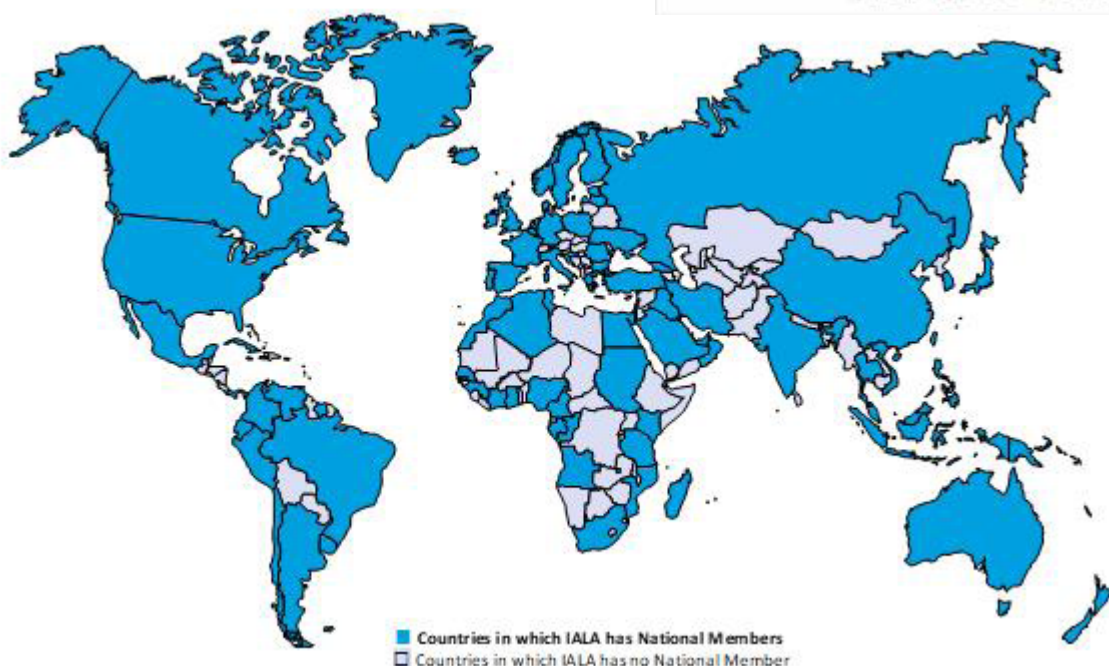 Countries in which IALA has National Members
Countries in which IALA has no National Member